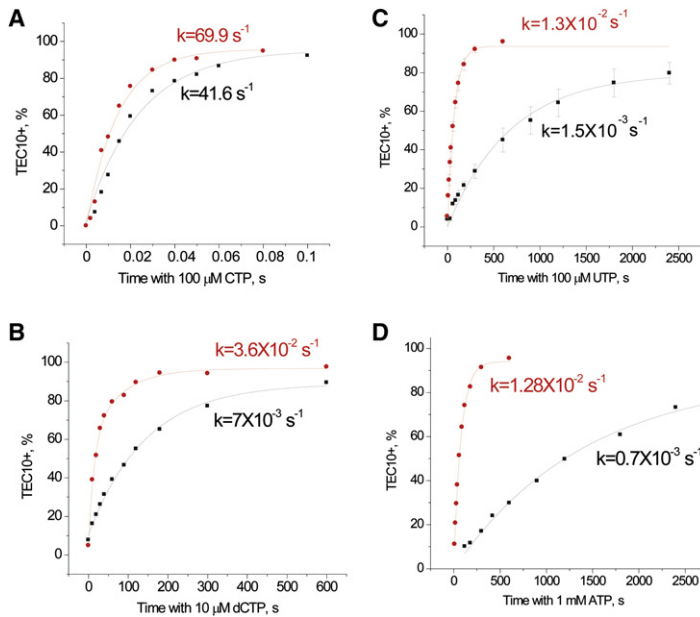 A
k=69.9 s⁻¹
k=41.6 s⁻¹
TEC10+, %
100
80
60
40
20
0
0
0.02
0.04
0.06
0.08
0.1
Time with 100 μM CTP, s
C
k=1.3X10⁻² s⁻¹
k=1.5X10⁻³ s⁻¹
TEC10+, %
100
80
60
40
20
0
0
500
1000
1500
2000
2500
Time with 100 μM UTP, s
B
k=3.6X10⁻² s⁻¹
k=7X10⁻³ s⁻¹
TEC10+, %
100
80
60
40
20
0
0
100
200
300
400
500
600
Time with 10 μM dCTP, s
D
k=1.28X10⁻² s⁻¹
k=0.7X10⁻³ s⁻¹
TEC10+, %
100
80
60
40
20
0
0
500
1000
1500
2000
2500
Time with 1 mM ATP, s